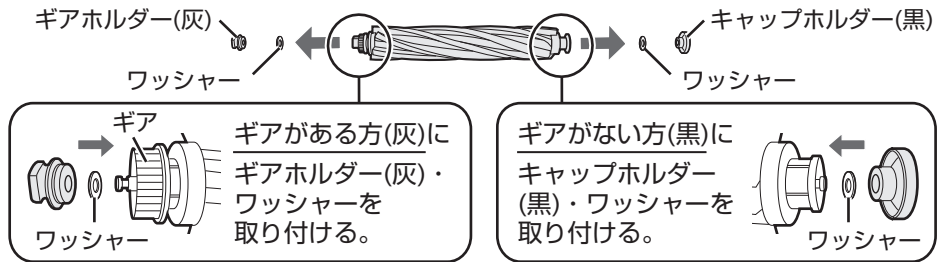 ギアホルダー(灰)
キャップホルダー(黒)
ワッシャー
ワッシャー
ギア
ギアがある方(灰)に
ギアホルダー(灰)・
ワッシャーを
取り付ける。
ワッシャー
ギアがない方(黒)に
キャップホルダー
(黒)・ワッシャーを
取り付ける。
ワッシャー